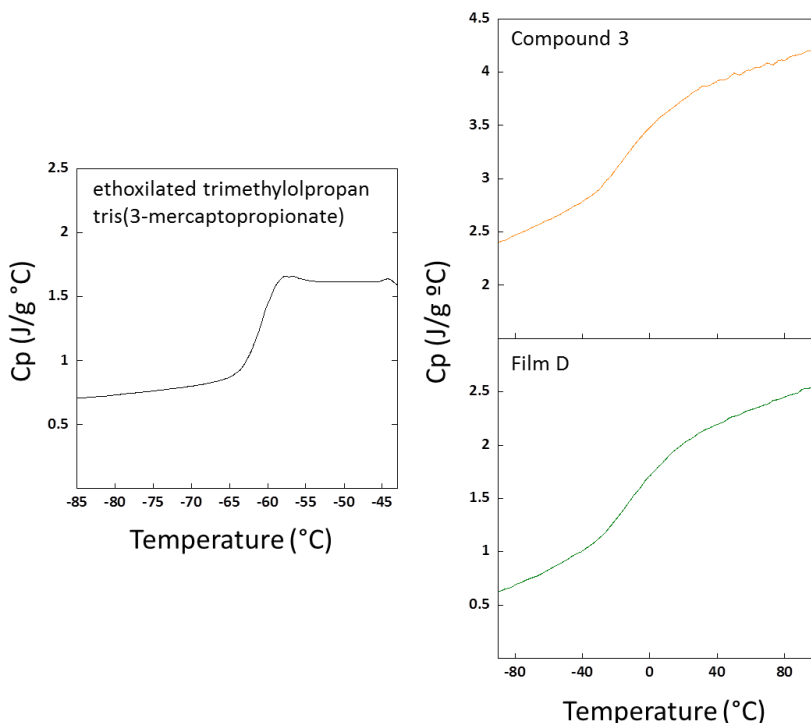 2.5
2
1.5
1
0.5
ethoxilated trimethylolpropan
tris(3-mercaptopropionate)
Cp (J/g °C)
-85 -80 -75 -70 -65 -60 -55 -50 -45
Temperature (°C)
4.5
4
3.5
3
2.5
2
Compound 3
Cp (J/g ºC)
Film D
2.5
2
1.5
1
0.5
-80 -40 0 40 80
Temperature (°C)